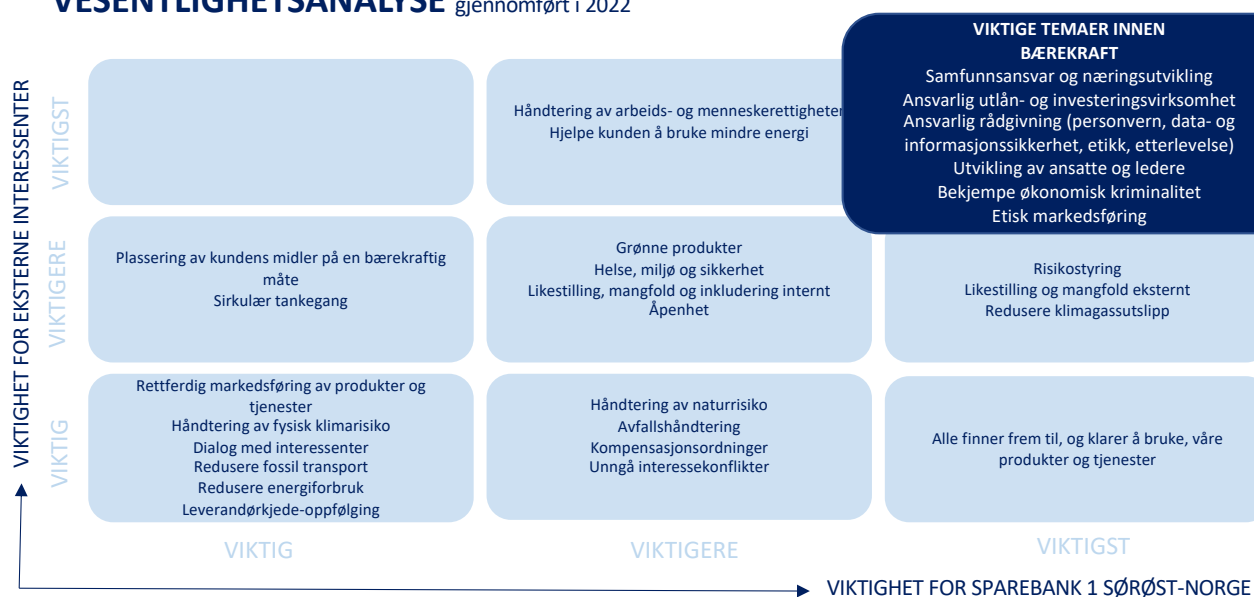 VESENTLIGHETSANALYSE gjennomført i 2022
VIKTIGE TEMAER INNEN
BÆREKRAFT
Samfunnsansvar og næringsutvikling
Ansvarlig utlån- og investeringsvirksomhet
Ansvarlig rådgivning (personvern, data- og
informasjonssikkerhet, etikk, etterlevelse)
Utvikling av ansatte og ledere
Bekjempe økonomisk kriminalitet
Etisk markedsføring
VIKTIGHET FOR EKSTERNE INTERESSENTER
VIKTIGST
Håndtering av arbeids- og menneskerettigheter
Hjelpe kunden å bruke mindre energi
VIKTIGERE
Plassering av kundens midler på en bærekraftig
måte
Sirkulær tankegang
Grønne produkter
Helse, miljø og sikkerhet
Likestilling, mangfold og inkludering internt
Åpenhet
Risikostyring
Likestilling og mangfold eksternt
Redusere klimagassutslipp
VIKTIG
Rettferdig markedsføring av produkter og
tjenester
Håndtering av fysisk klimarisiko
Dialog med interessenter
Redusere fossil transport
Redusere energiforbruk
Leverandørkjede-oppfølging
Håndtering av naturrisiko
Avfallshåndtering
Kompensasjonsordninger
Unngå interessekonflikter
Alle finner frem til, og klarer å bruke, våre
produkter og tjenester
VIKTIG
VIKTIGERE
VIKTIGST
VIKTIGHET FOR SPAREBANK 1 SØRØST-NORGE